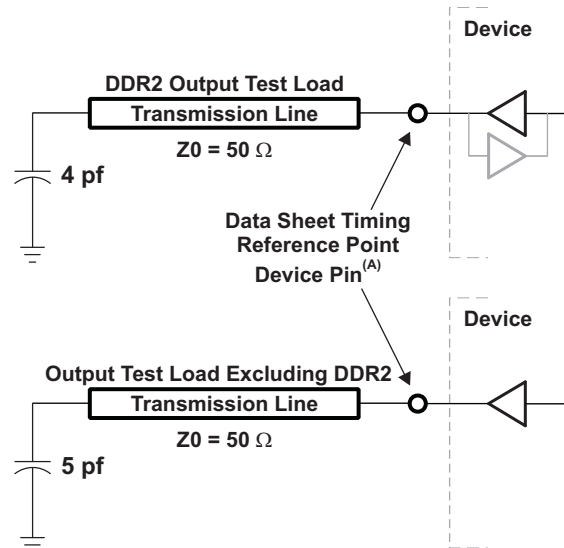 Device
DDR2 Output Test Load
Transmission Line
Z0 = 50 Ω
4 pf
Data Sheet Timing
Reference Point
Device Pin(A)
Device
Output Test Load Excluding DDR2
Transmission Line
Z0 = 50 Ω
5 pf